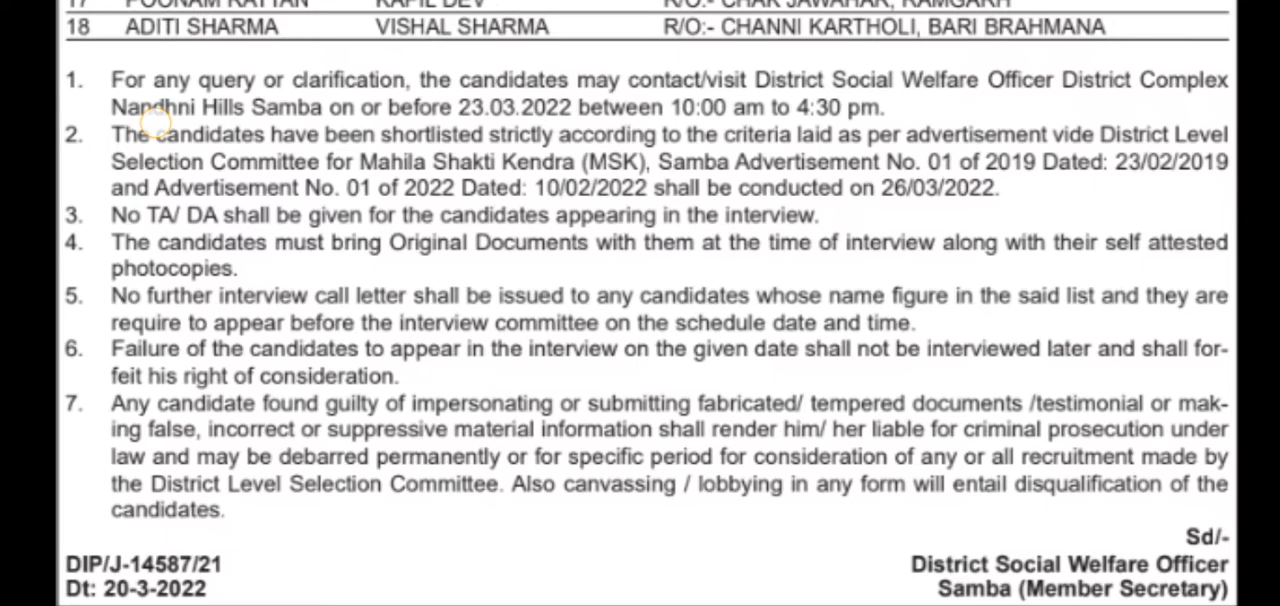 17 POONAM RATTAN KAPIL DEV R/O:- CHAK JAWAHAR, RAMGARH
18 ADITI SHARMA VISHAL SHARMA R/O:- CHANNI KARTHOLI, BARI BRAHMANA
1. For any query or clarification, the candidates may contact/visit District Social Welfare Officer District Complex
Nandhni Hills Samba on or before 23.03.2022 between 10:00 am to 4:30 pm.
2. The candidates have been shortlisted strictly according to the criteria laid as per advertisement vide District Level
Selection Committee for Mahila Shakti Kendra (MSK), Samba Advertisement No. 01 of 2019 Dated: 23/02/2019
and Advertisement No. 01 of 2022 Dated: 10/02/2022 shall be conducted on 26/03/2022.
3. No TA/ DA shall be given for the candidates appearing in the interview.
4. The candidates must bring Original Documents with them at the time of interview along with their self attested
photocopies.
5. No further interview call letter shall be issued to any candidates whose name figure in the said list and they are
require to appear before the interview committee on the schedule date and time.
6. Failure of the candidates to appear in the interview on the given date shall not be interviewed later and shall for-
feit his right of consideration.
7. Any candidate found guilty of impersonating or submitting fabricated/ tempered documents /testimonial or mak-
ing false, incorrect or suppressive material information shall render him/ her liable for criminal prosecution under
law and may be debarred permanently or for specific period for consideration of any or all recruitment made by
the District Level Selection Committee. Also canvassing / lobbying in any form will entail disqualification of the
candidates.
Sd/-
DIP/J-14587/21 District Social Welfare Officer
Dt: 20-3-2022 Samba (Member Secretary)